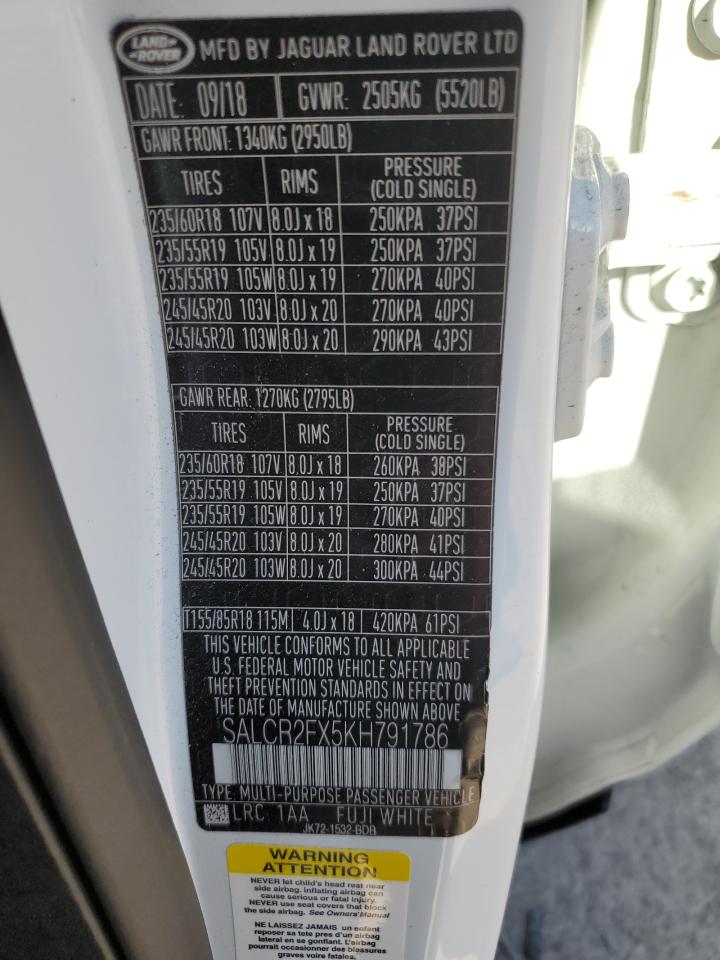 LAND ROVER MFD BY JAGUAR LAND ROVER LTD
DATE: 09/18 GVWR: 2505KG (5520LB)
GAWR FRONT: 1340KG (2950LB)
TIRES RIMS PRESSURE (COLD SINGLE)
235/60R18 107V 8.0J x 18 250KPA 37PSI
235/55R19 105V 8.0J x 19 250KPA 37PSI
235/55R19 105W 8.0J x 19 270KPA 40PSI
245/45R20 103V 8.0J x 20 270KPA 40PSI
245/45R20 103W 8.0J x 20 290KPA 43PSI
GAWR REAR: 1270KG (2795LB)
TIRES RIMS PRESSURE (COLD SINGLE)
235/60R18 107V 8.0J x 18 260KPA 38PSI
235/55R19 105V 8.0J x 19 250KPA 37PSI
235/55R19 105W 8.0J x 19 270KPA 40PSI
245/45R20 103V 8.0J x 20 280KPA 41PSI
245/45R20 103W 8.0J x 20 300KPA 44PSI
T155/85R18 115M 4.0J x 18 420KPA 61PSI
THIS VEHICLE CONFORMS TO ALL APPLICABLE
U.S. FEDERAL MOTOR VEHICLE SAFETY AND
THEFT PREVENTION STANDARDS IN EFFECT ON
THE DATE OF MANUFACTURE SHOWN ABOVE
SALCR2FX5KH791786
TYPE: MULTI-PURPOSE PASSENGER VEHICLE
LRC 1AA FUJI WHITE
JK72-1532-BDB
WARNING
ATTENTION
NEVER let child's head rest near
side airbag. inflating airbag can
cause serious or fatal injury.
NEVER use seat covers that block
the side airbag. See Owners'Manual
NE LAISSEZ JAMAIS un enfant
reposer sa tete pres d'un airbag
lateral en se gonflant. L'airbag
pourrait occasionner des blessures
graves voire fatales.